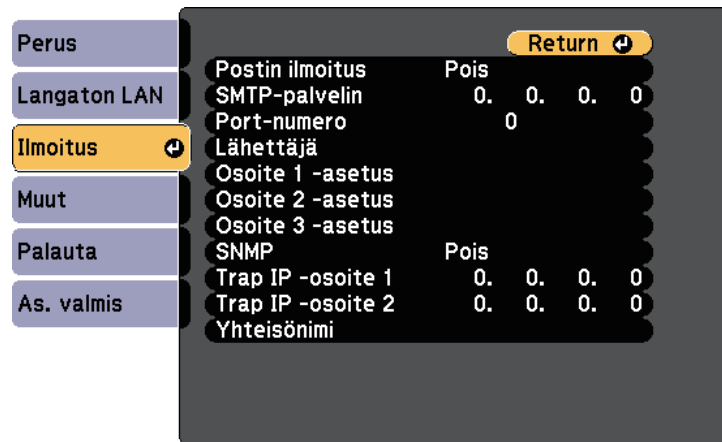 Perus
Langaton LAN
Ilmoitus
Muut
Palauta
As. valmis
Return
Postin ilmoitus Pois
SMTP-palvelin 0. 0. 0. 0
Port-numero 0
Lähettäjä
Osoite 1 -asetus
Osoite 2 -asetus
Osoite 3 -asetus
SNMP Pois
Trap IP -osoite 1 0. 0. 0. 0
Trap IP -osoite 2 0. 0. 0. 0
Yhteisönimi